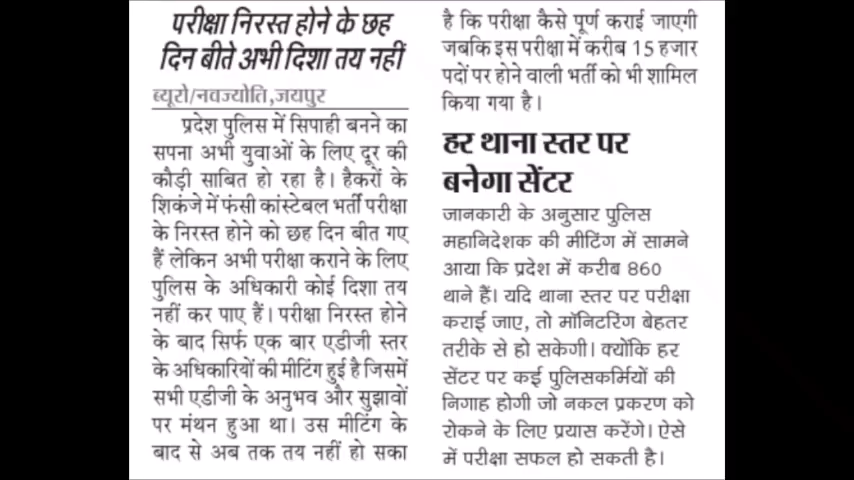 परीक्षा निरस्त होने के छह
दिन बीते अभी दिशा तय नहीं
ब्यूरो/नवज्योति,जयपुर
प्रदेश पुलिस में सिपाही बनने का
सपना अभी युवाओं के लिए दूर की
कौड़ी साबित हो रहा है। हैकरों के
शिकंजे में फंसी कांस्टेबल भर्ती परीक्षा
के निरस्त होने को छह दिन बीत गए
हैं लेकिन अभी परीक्षा कराने के लिए
पुलिस के अधिकारी कोई दिशा तय
नहीं कर पाए हैं। परीक्षा निरस्त होने
के बाद सिर्फ एक बार एडीजी स्तर
के अधिकारियों की मीटिंग हुई है जिसमें
सभी एडीजी के अनुभव और सुझावों
पर मंथन हुआ था। उस मीटिंग के
बाद से अब तक तय नहीं हो सका
है कि परीक्षा कैसे पूर्ण कराई जाएगी
जबकि इस परीक्षा में करीब 15 हजार
पदों पर होने वाली भर्ती को भी शामिल
किया गया है।
हर थाना स्तर पर
बनेगा सेंटर
जानकारी के अनुसार पुलिस
महानिदेशक की मीटिंग में सामने
आया कि प्रदेश में करीब 860
थाने हैं। यदि थाना स्तर पर परीक्षा
कराई जाए, तो मॉनिटरिंग बेहतर
तरीके से हो सकेगी। क्योंकि हर
सेंटर पर कई पुलिसकर्मियों की
निगाह होगी जो नकल प्रकरण को
रोकने के लिए प्रयास करेंगे। ऐसे
में परीक्षा सफल हो सकती है।